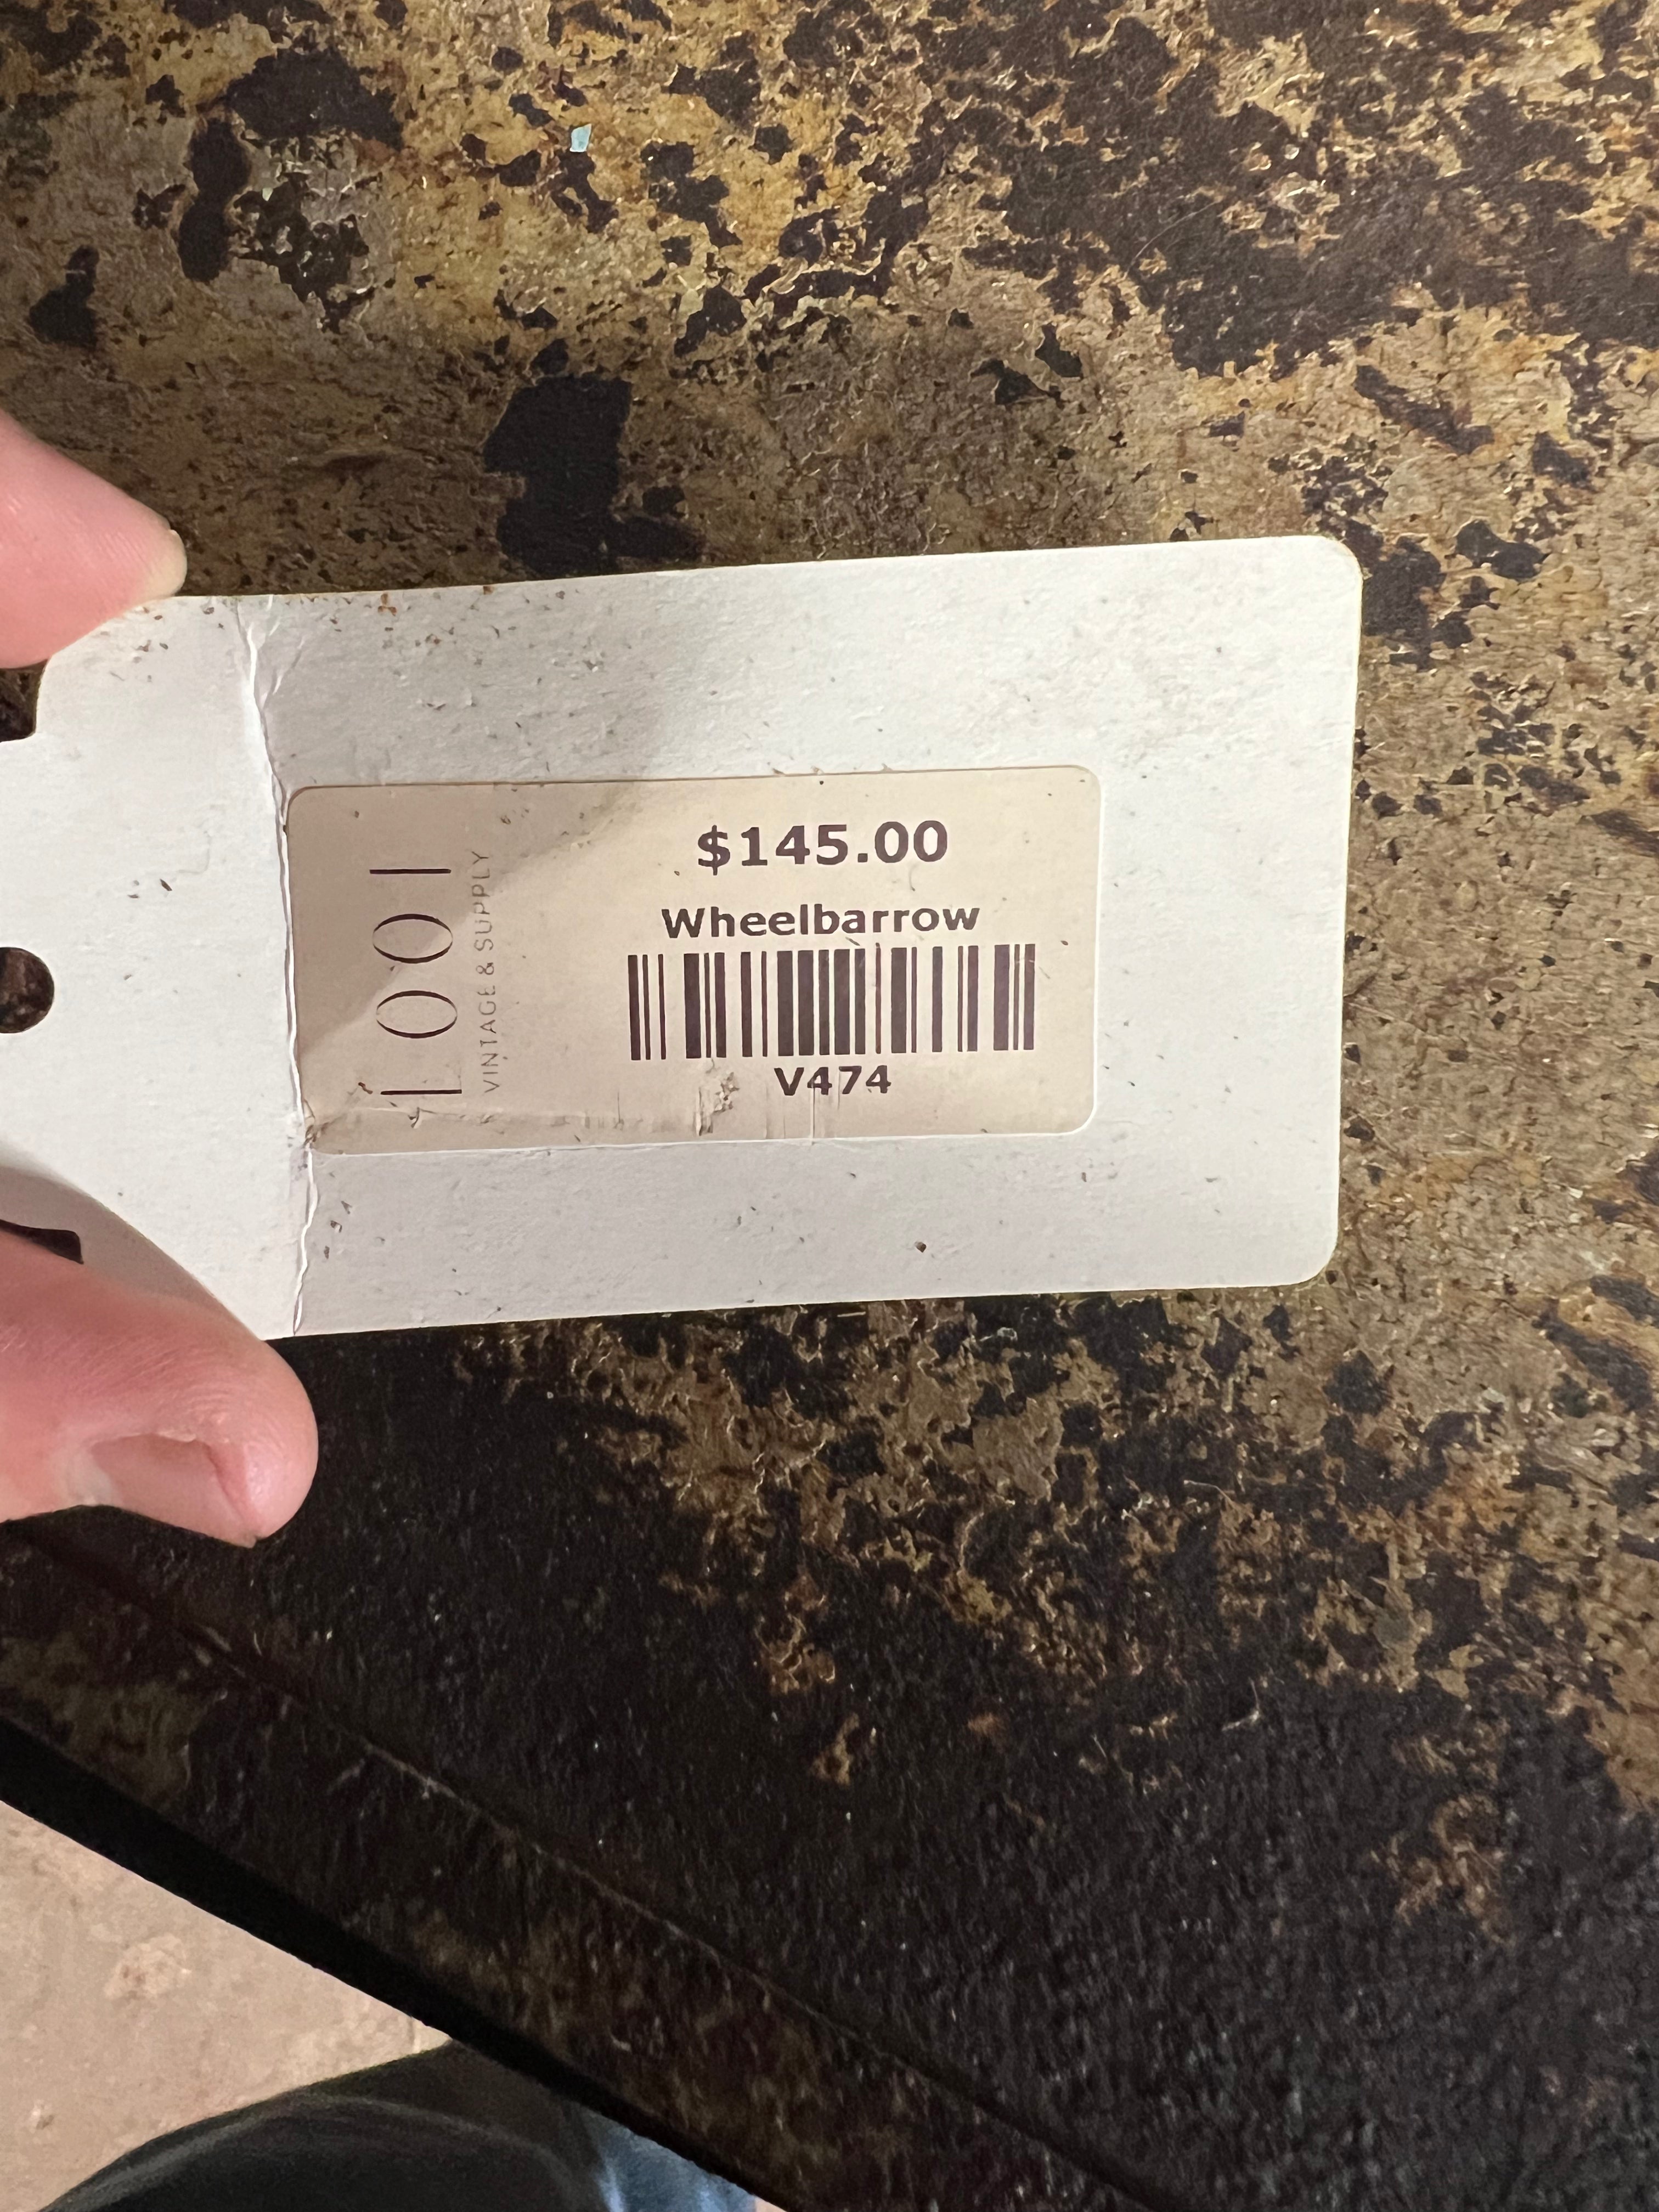 LOOT
VINTAGE & SUPPLY
$145.00
Wheelbarrow
V474